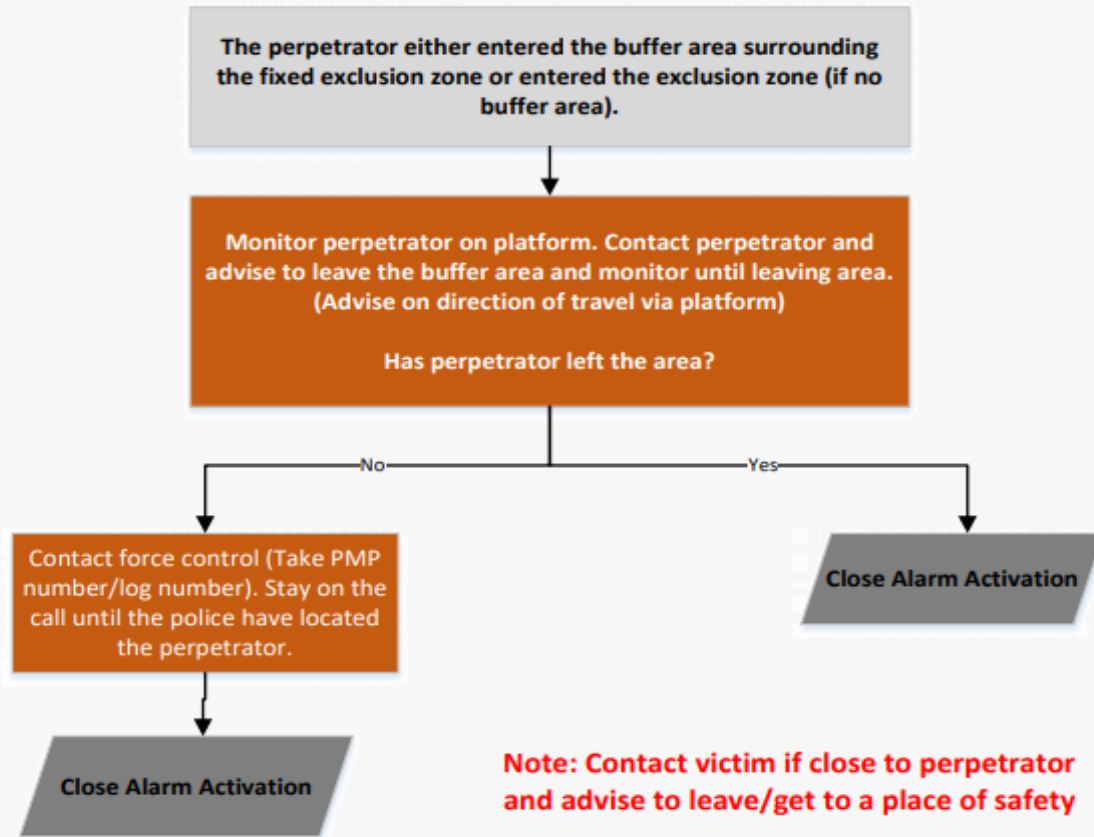 The perpetrator either entered the buffer area surrounding
the fixed exclusion zone or entered the exclusion zone (if no
buffer area).
Monitor perpetrator on platform. Contact perpetrator and
advise to leave the buffer area and monitor until leaving area.
(Advise on direction of travel via platform)
Has perpetrator left the area?
No
Yes
Contact force control (Take PMP
number/log number). Stay on the
call until the police have located
the perpetrator.
Close Alarm Activation
Close Alarm Activation
Note: Contact victim if close to perpetrator
and advise to leave/get to a place of safety